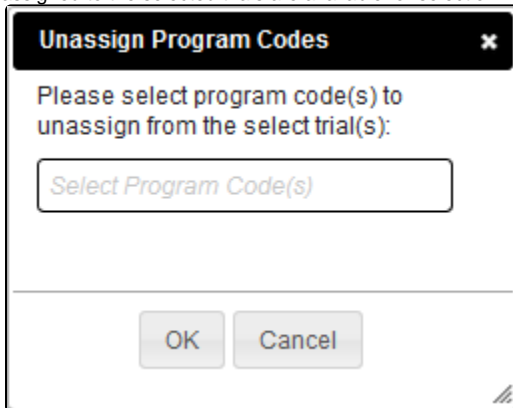 Unassign Program Codes
Please select program code(s) to
unassign from the select trial(s):
Select Program Code(s)
OK Cancel